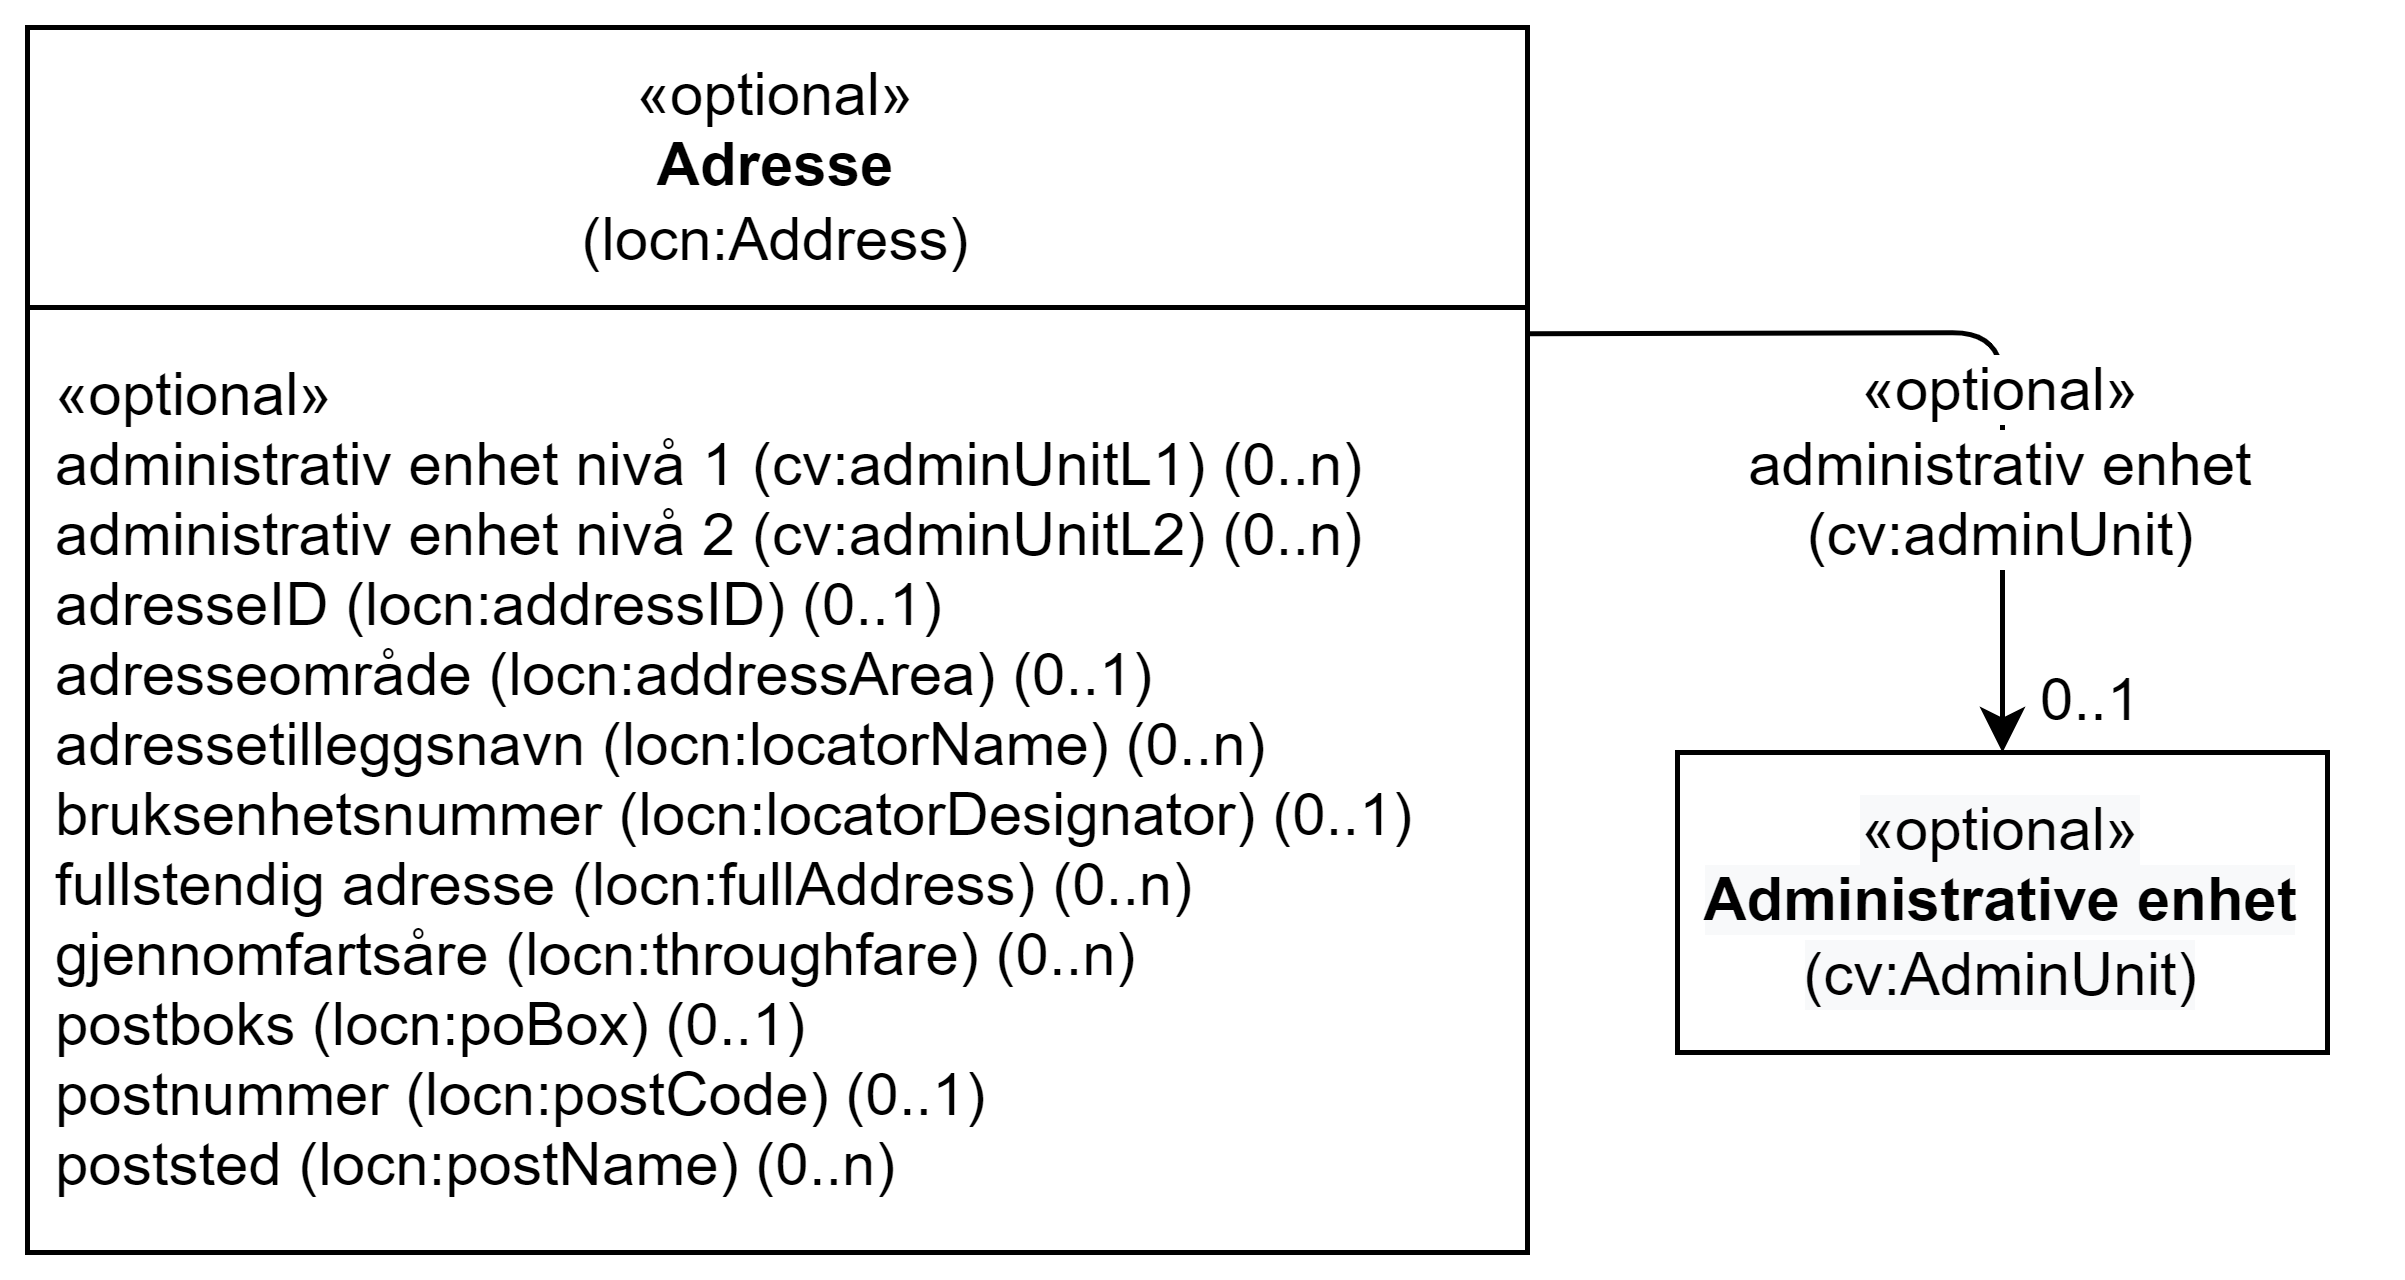 «optional»
Adresse
(locn:Address)
«optional»
administrativ enhet nivå 1 (cv:adminUnitL1) (0..n)
administrativ enhet nivå 2 (cv:adminUnitL2) (0..n)
adresseID (locn:addressID) (0..1)
adresseområde (locn:addressArea) (0..1)
adressetilleggsnavn (locn:locatorName) (0..n)
bruksenhetsnummer (locn:locatorDesignator) (0..1)
fullstendig adresse (locn:fullAddress) (0..n)
gjennomfartsåre (locn:throughfare) (0..n)
postboks (locn:poBox) (0..1)
postnummer (locn:postCode) (0..1)
poststed (locn:postName) (0..n)
«optional»
administrativ enhet
(cv:adminUnit)
0..1
«optional»
Administrative enhet
(cv:AdminUnit)